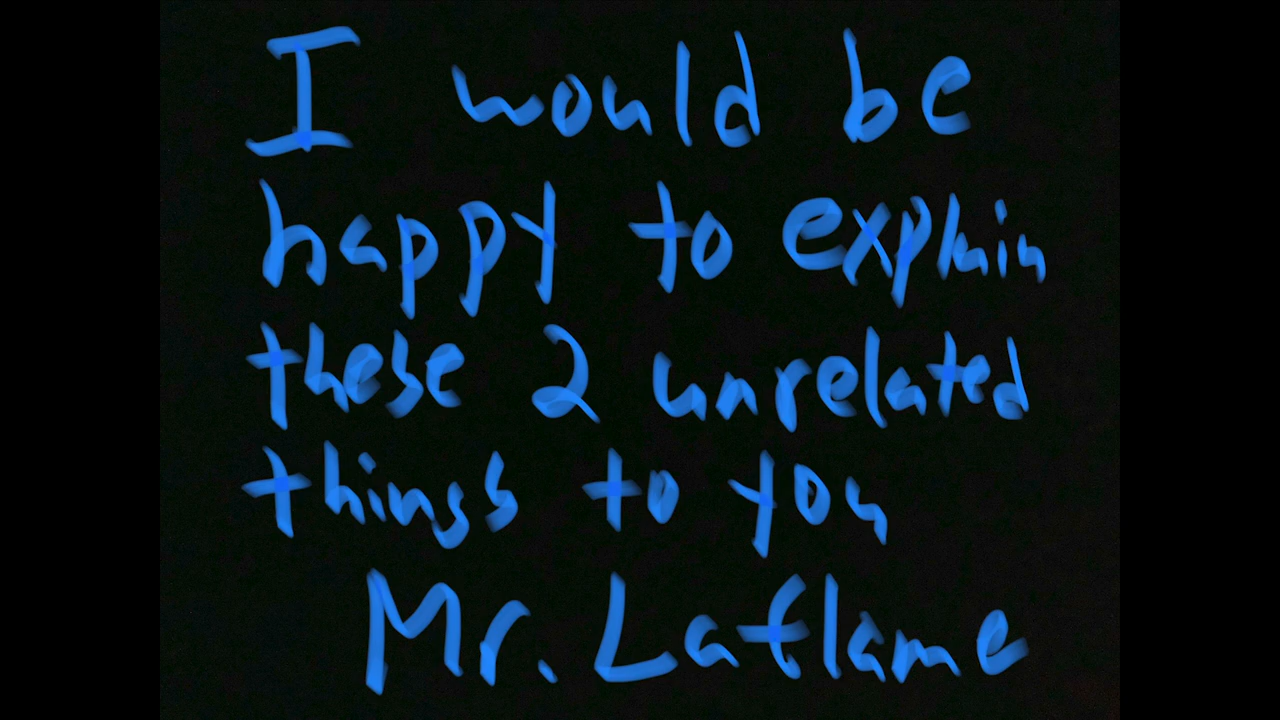 I would be
happy to explain
these 2 unrelated
things to you
Mr. Laflame